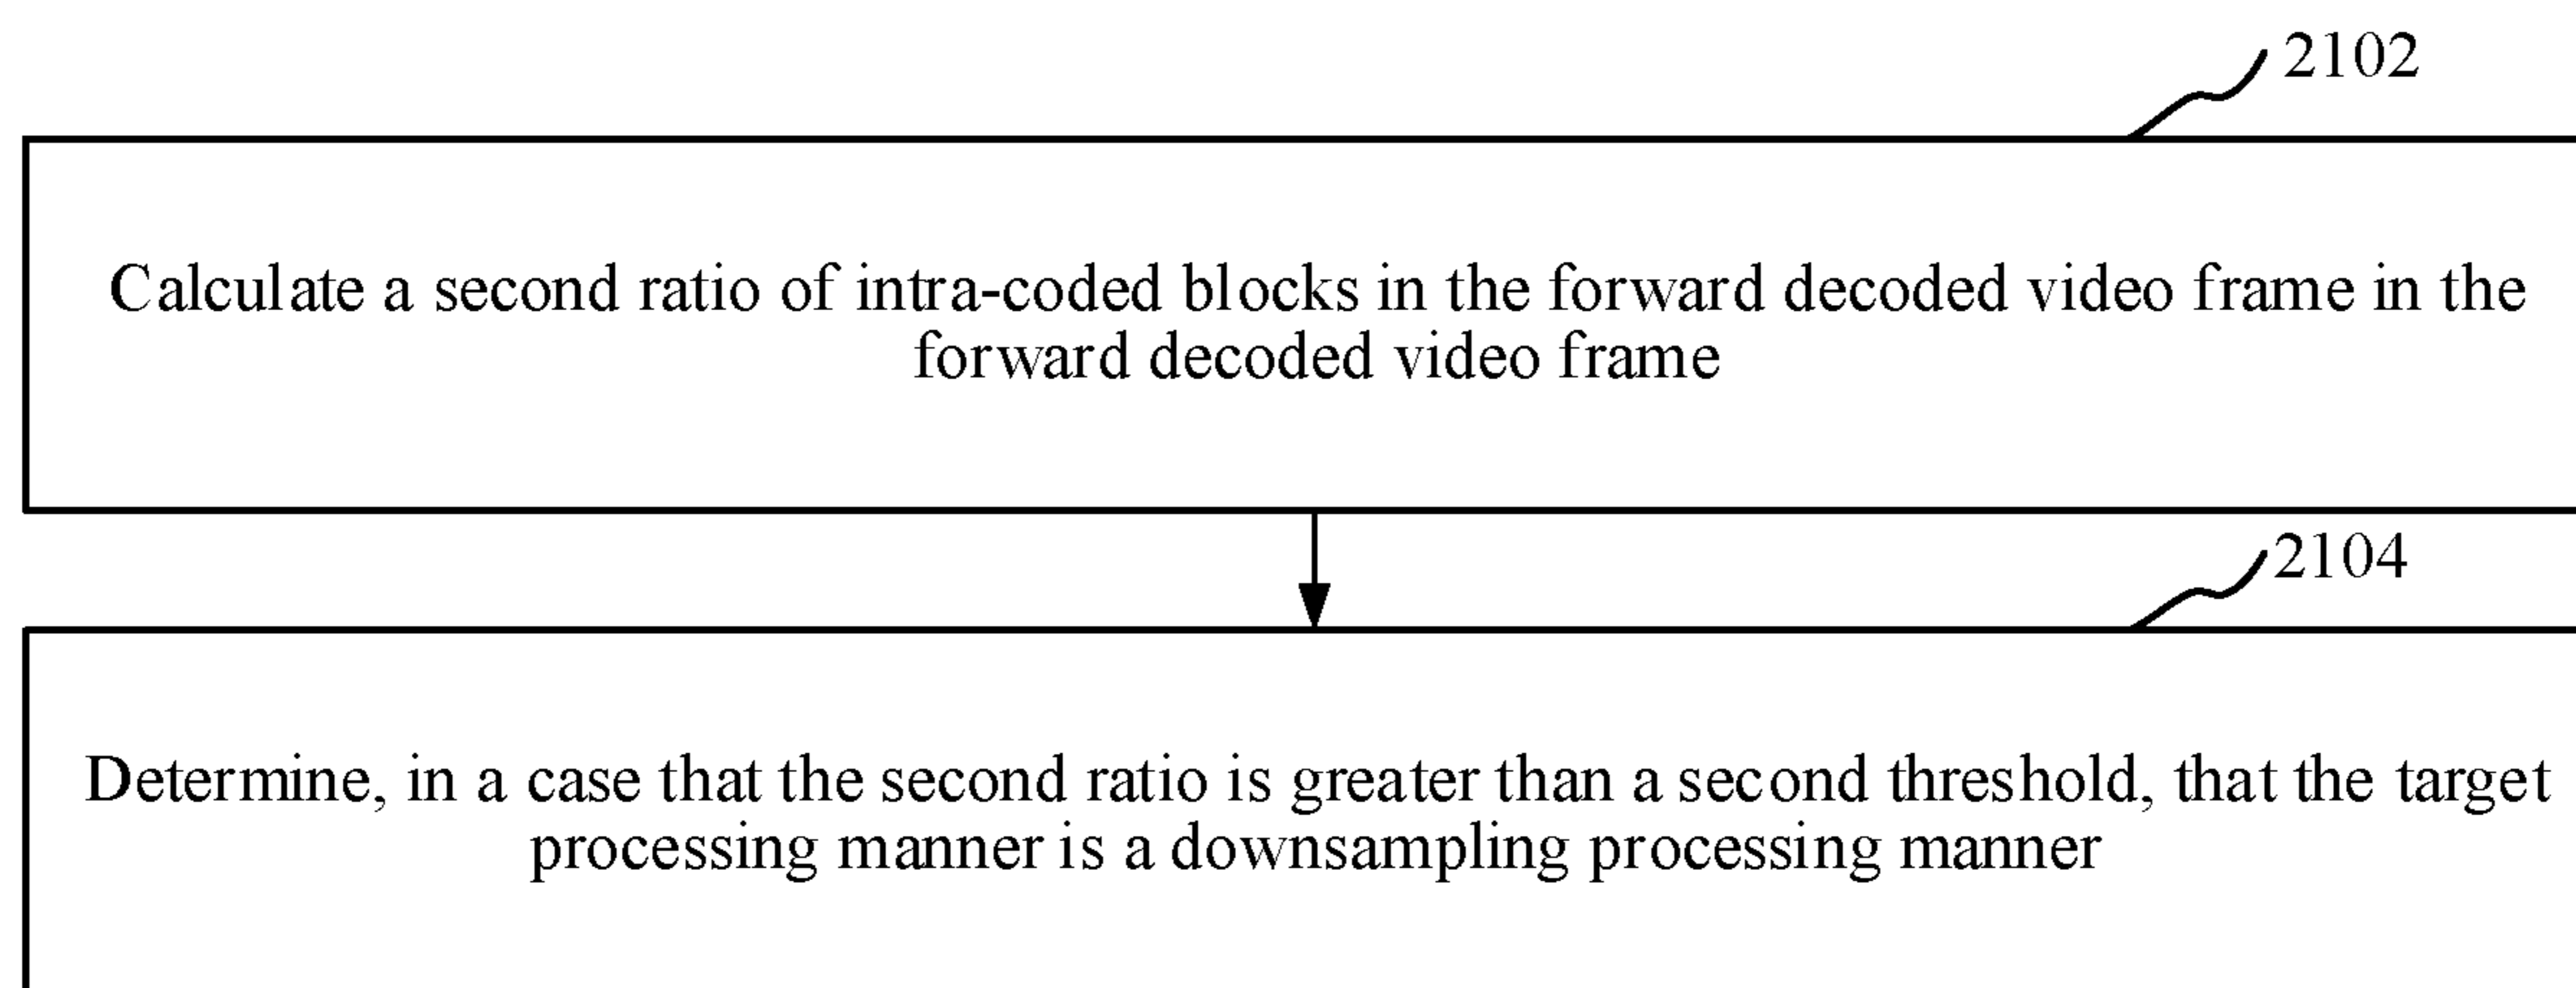 2102
Calculate a second ratio of intra-coded blocks in the forward decoded video frame in the
forward decoded video frame
2104
Determine, in a case that the second ratio is greater than a second threshold, that the target
processing manner is a downsampling processing manner